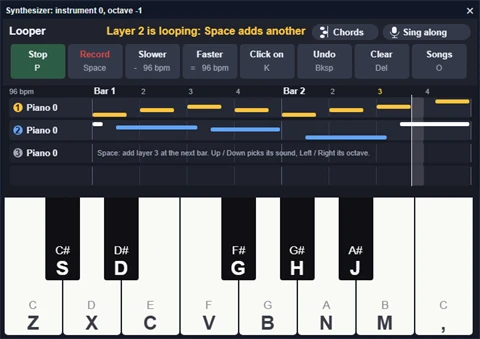 Synthesizer: instrument 0, octave -1
Looper
Layer 2 is looping: Space adds another
Chords
Sing along
Stop
P
Record
Space
Slower
- 96 bpm
Faster
= 96 bpm
Click on
K
Undo
Bksp
Clear
Del
Songs
O
96 bpm
Bar 1 2 3 4 Bar 2 2 3 4
1 Piano 0
2 Piano 0
3 Piano 0
Space: add layer 3 at the next bar. Up / Down picks its sound, Left / Right its octave.
C# D# F# G# A#
S D G H J
C D E F G A B C
Z X C V B N M ,